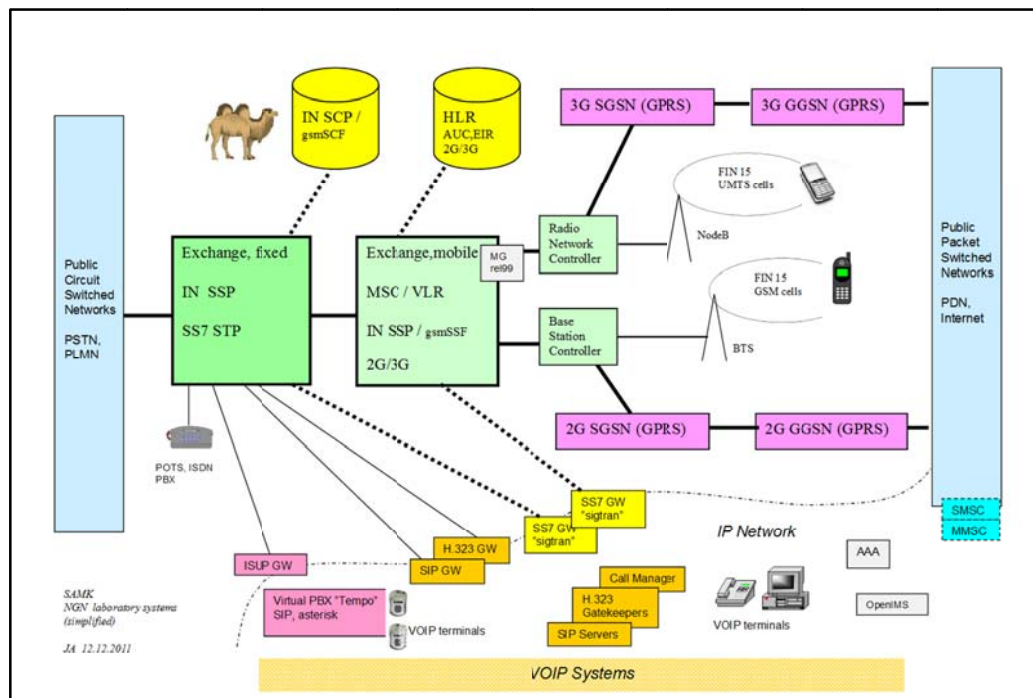 IN SCP /
gsmSCF
HLR
AUC,EIR
2G/3G
3G SGSN (GPRS)
3G GGSN (GPRS)
FIN 15
UMTS cells
NodeB
Radio
Network
Controller
MG
rel99
Public
Circuit
Switched
Networks
PSTN,
PLMN
Exchange, fixed
IN SSP
SS7 STP
Exchange,mobile
MSC / VLR
IN SSP / gsmSSF
2G/3G
Base
Station
Controller
FIN 15
GSM cells
BTS
Public
Packet
Switched
Networks
PDN,
Internet
2G SGSN (GPRS)
2G GGSN (GPRS)
POTS, ISDN
PBX
SS7 GW
"sigtran"
SS7 GW
"sigtran"
IP Network
SMSC
MMSC
H.323 GW
SIP GW
ISUP GW
AAA
Call Manager
H.323
Gatekeepers
SIP Servers
VOIP terminals
OpenIMS
SAMK
NGN laboratory systems
(simplified)
JA 12.12.2011
Virtual PBX "Tempo"
SIP, asterisk
VOIP terminals
VOIP Systems